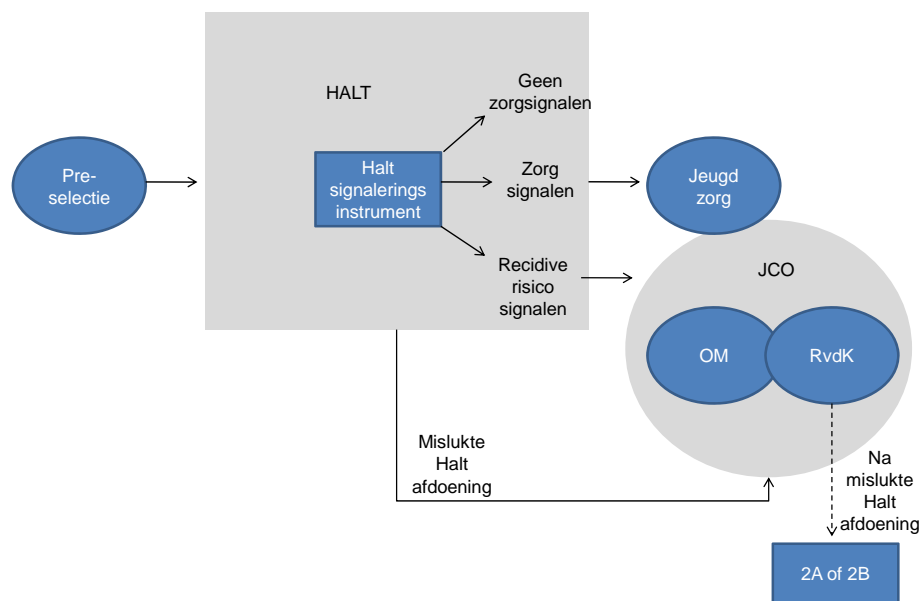 HALT
Pre-
selectie
Halt
signalerings
instrument
Geen
zorgsignalen
Zorg
signalen
Recidive
risico
signalen
Jeugd
zorg
JCO
OM
RvdK
Mislukte
Halt
afdoening
Na
mislukte
Halt
afdoening
2A of 2B